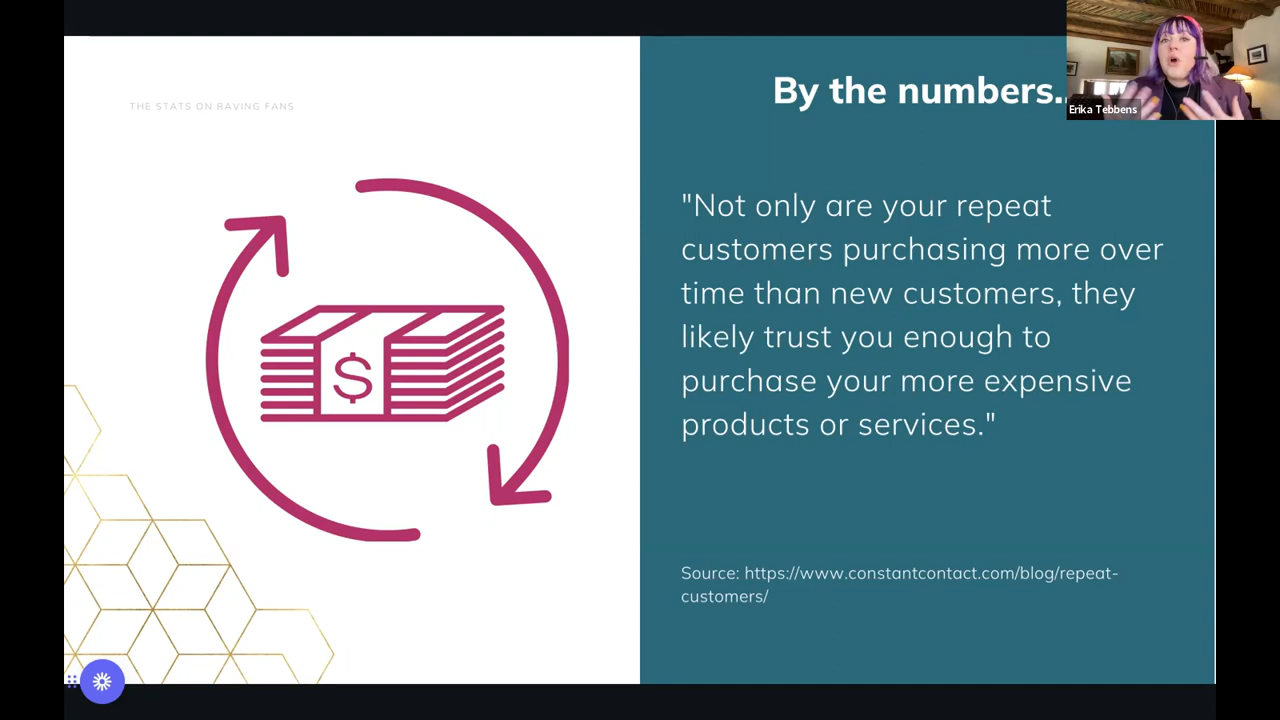 THE STATS ON RAVING FANS
$
By the numbers..
Erika Tebbens
"Not only are your repeat
customers purchasing more over
time than new customers, they
likely trust you enough to
purchase your more expensive
products or services."
Source: https://www.constantcontact.com/blog/repeat-
customers/